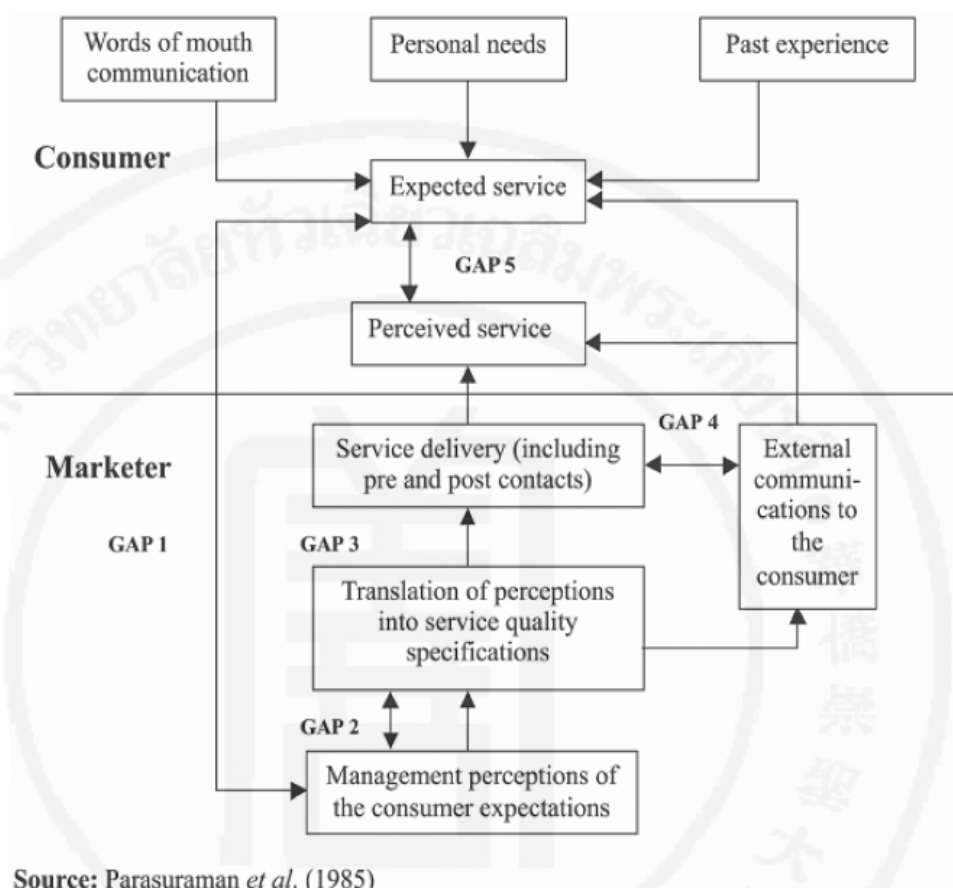 Words of mouth
communication
Personal needs
Past experience
Consumer
Expected service
GAP 5
Perceived service
GAP 4
Marketer
Service delivery (including
pre and post contacts)
External
communi-
cations to
the
consumer
GAP 1
GAP 3
Translation of perceptions
into service quality
specifications
GAP 2
Management perceptions of
the consumer expectations
Source: Parasuraman et al. (1985)